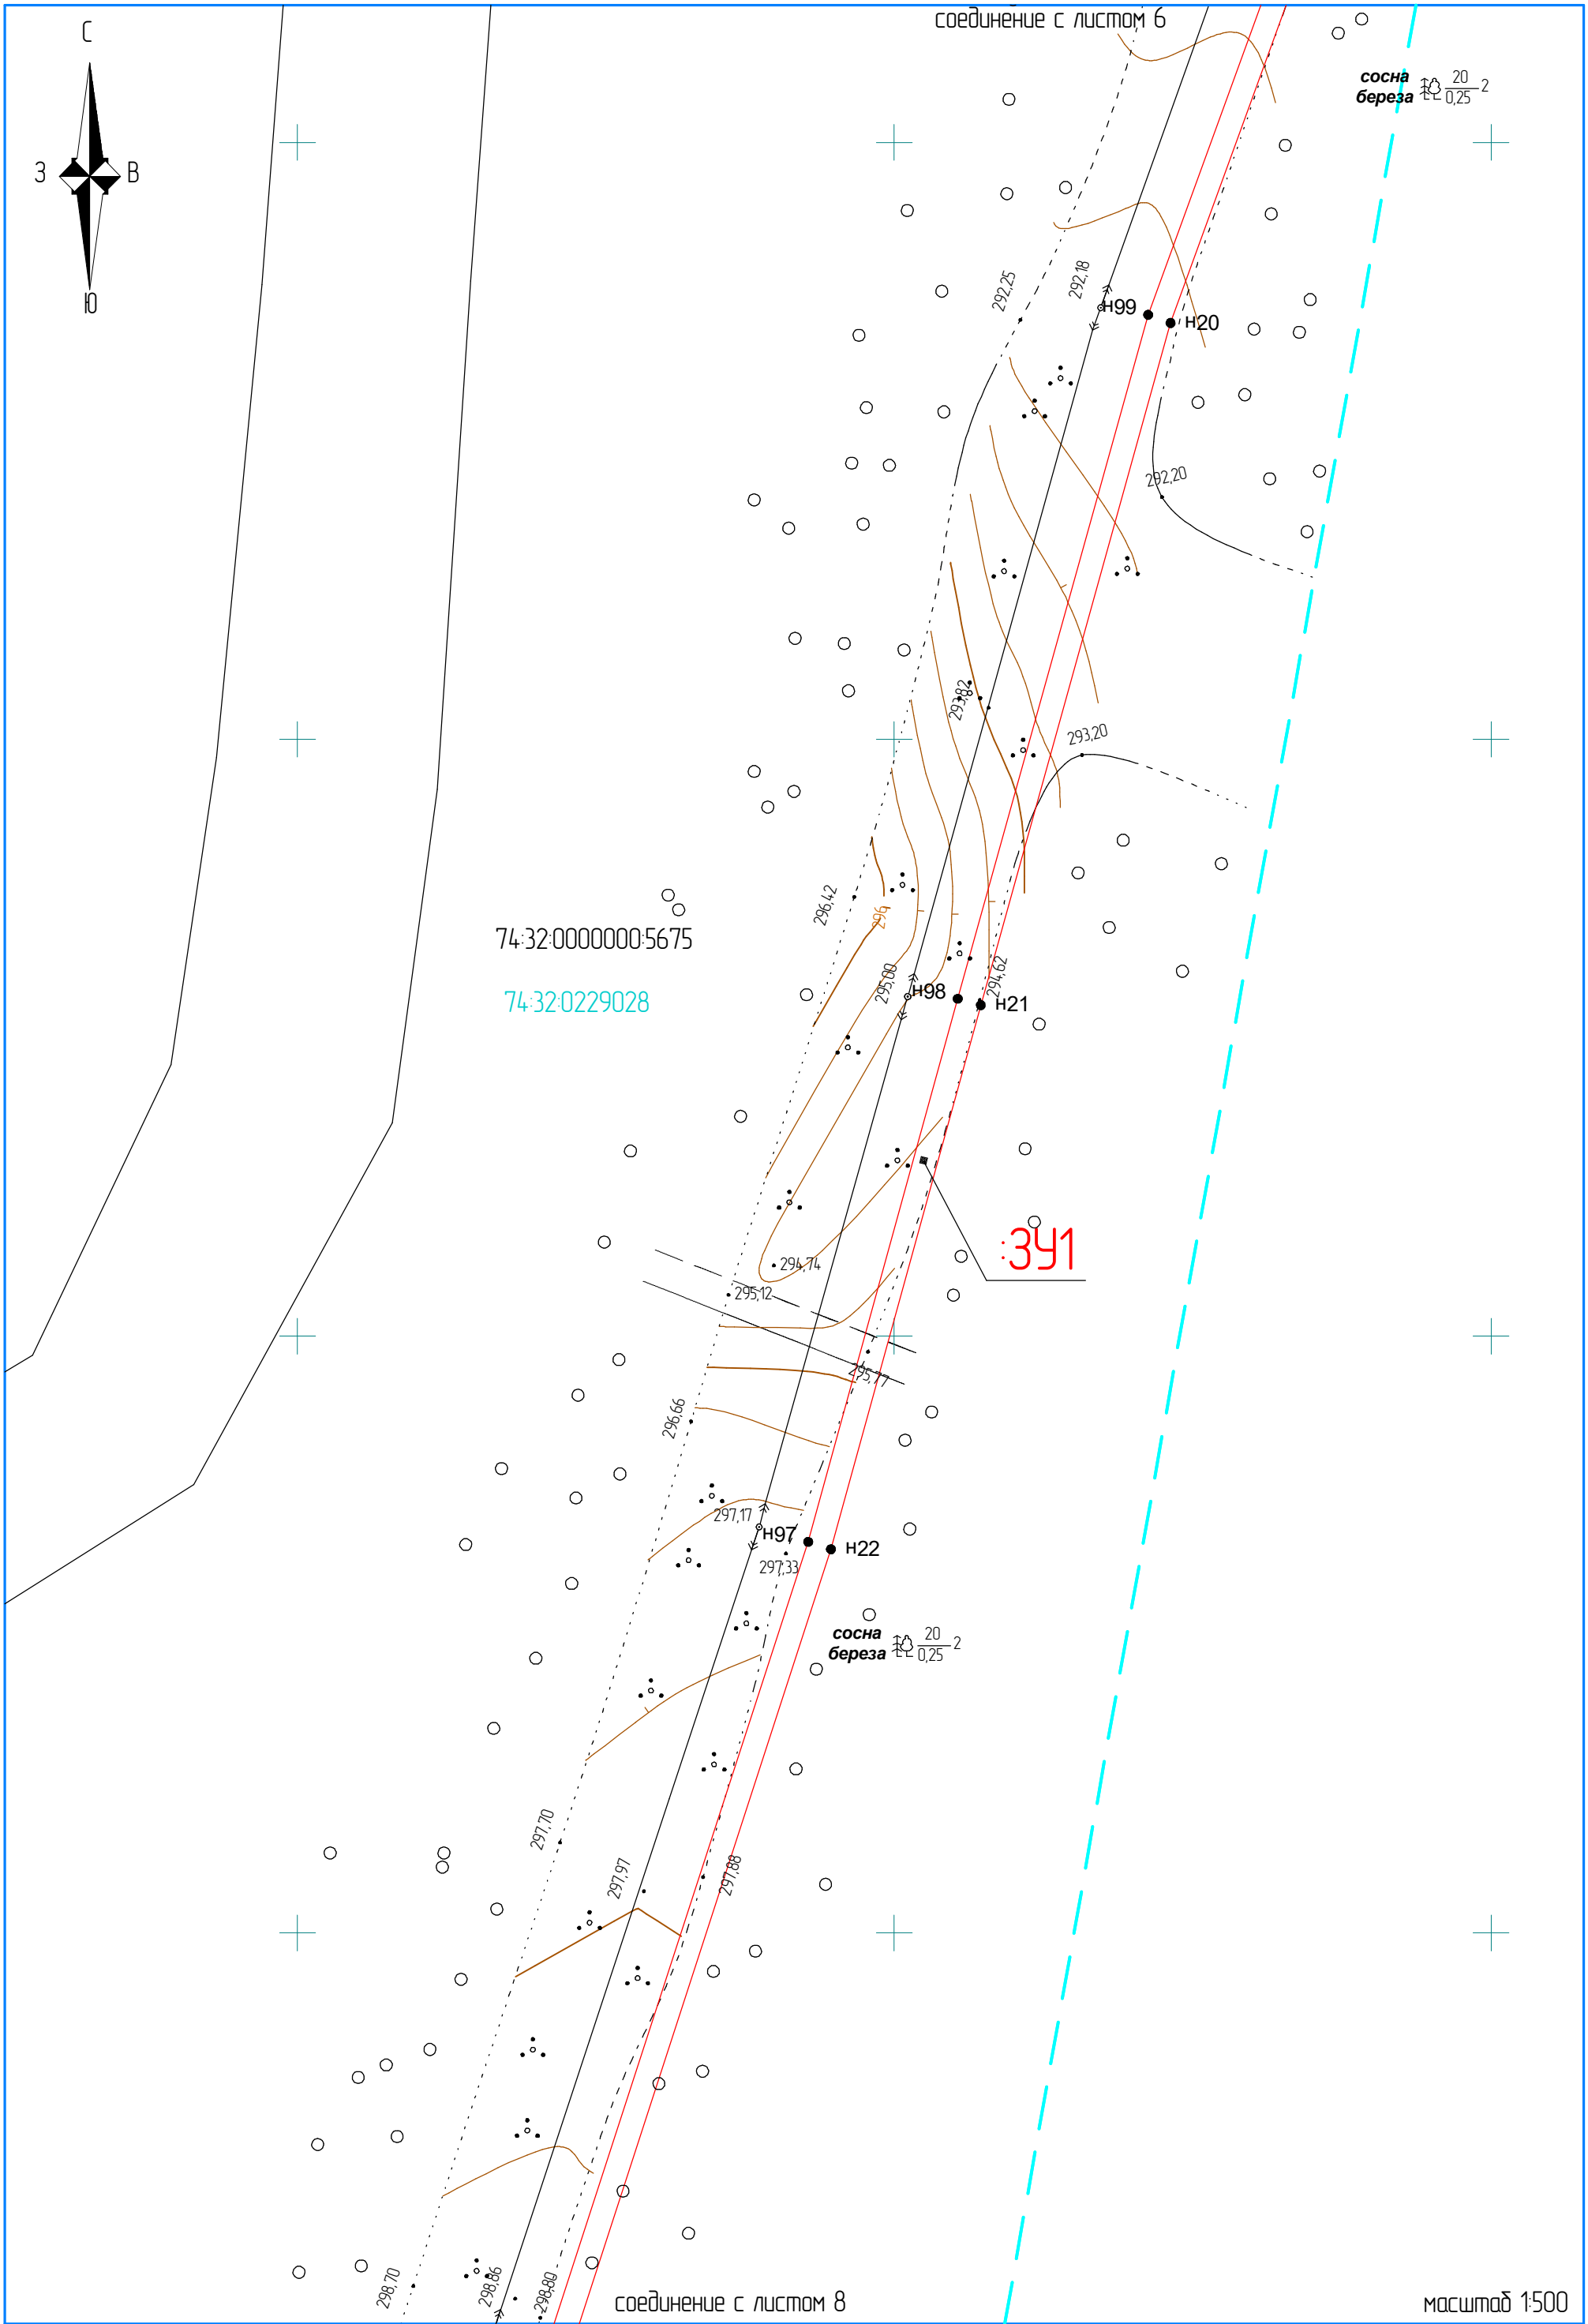 соединение с листом 6
С
З
В
Ю
сосна
береза
20
0,25
2
292,25
292,18
н99
н20
292,20
293,82
293,20
296,42
296
74:32:0000000:5675
74:32:0229028
295,00
н98
294,62
н21
:ЗУ1
294,74
295,12
295,77
296,66
297,17
н97
н22
297,33
сосна
береза
20
0,25
2
297,70
297,97
297,88
298,70
298,86
298,80
соединение с листом 8
масштаб 1:500